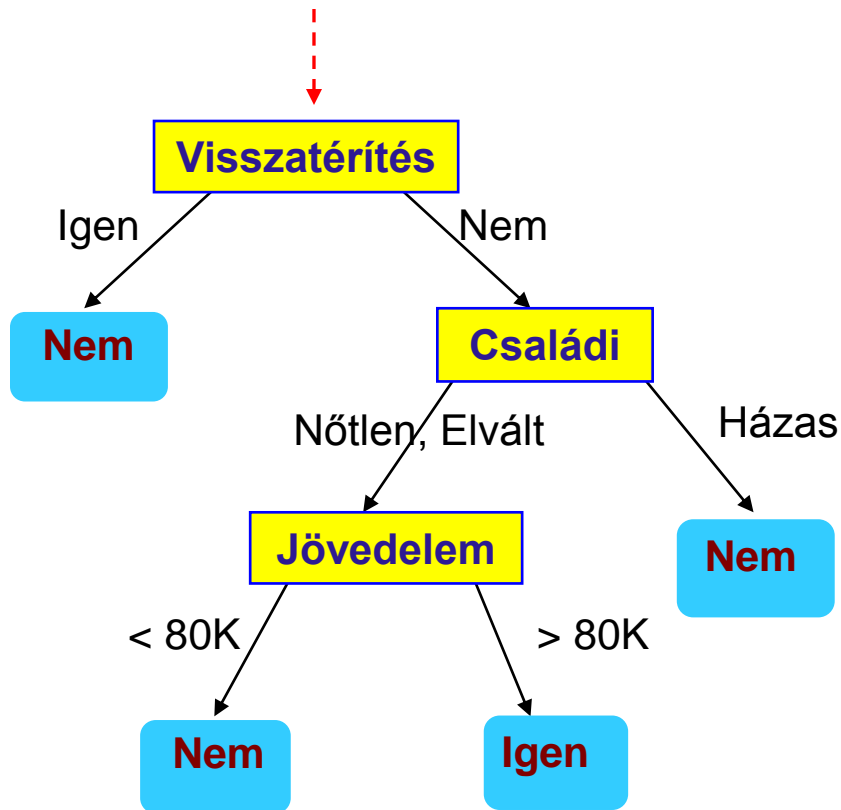 Visszatérítés
Igen
Nem
Nem
Családi
Nőtlen, Elvált
Házas
Jövedelem
Nem
< 80K
> 80K
Nem
Igen